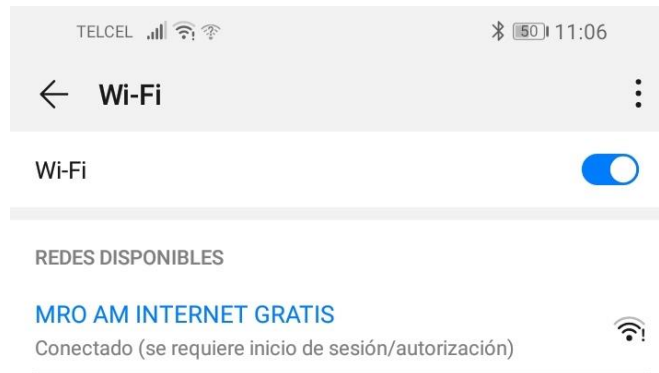 TELCEL 50 11:06
Wi-Fi
Wi-Fi
REDES DISPONIBLES
MRO AM INTERNET GRATIS
Conectado (se requiere inicio de sesión/autorización)